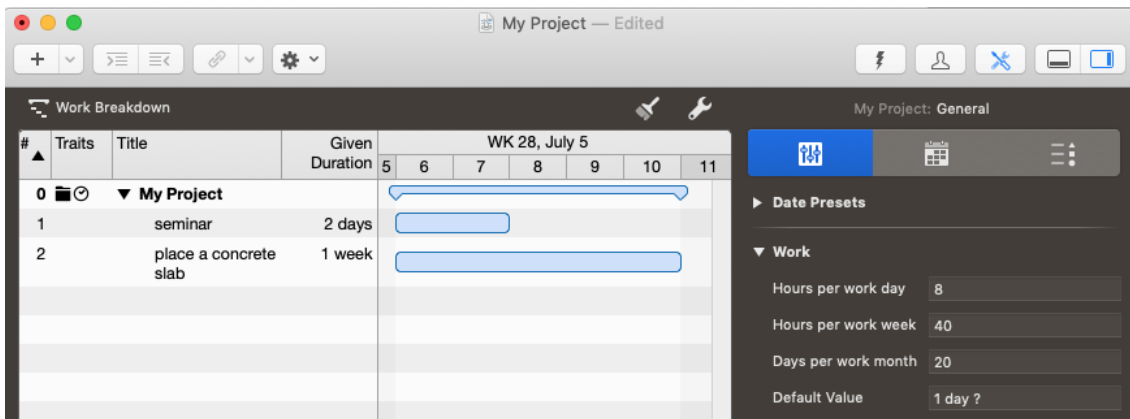 My Project — Edited
Work Breakdown
My Project: General
# Traits Title Given Duration WK 28, July 5
5 6 7 8 9 10 11
0 My Project
1 seminar 2 days
2 place a concrete slab 1 week
Date Presets
Work
Hours per work day 8
Hours per work week 40
Days per work month 20
Default Value 1 day ?